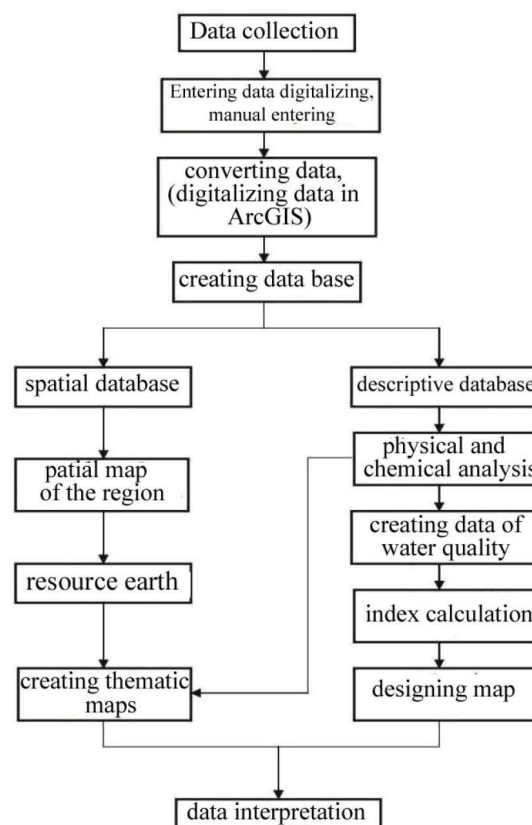 Data collection
Entering data digitalizing,
manual entering
converting data,
(digitalizing data in
ArcGIS)
creating data base
spatial database
patial map
of the region
resource earth
creating thematic
maps
descriptive database
physical and
chemical analysis
creating data of
water quality
index calculation
designing map
data interpretation